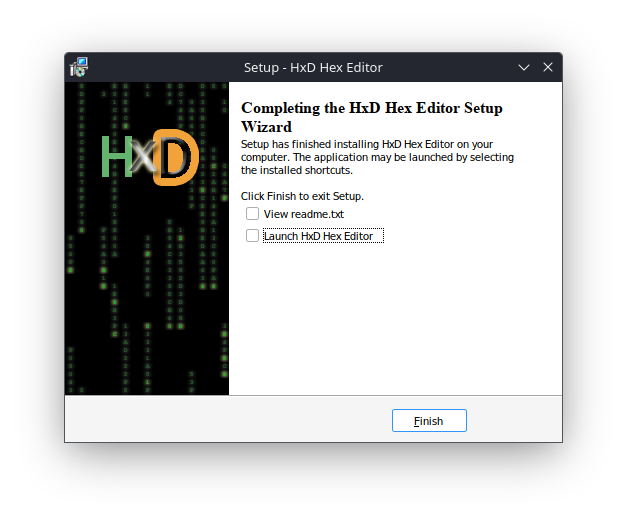 Setup - HxD Hex Editor
HxD
Completing the HxD Hex Editor Setup
Wizard
Setup has finished installing HxD Hex Editor on your
computer. The application may be launched by selecting
the installed shortcuts.
Click Finish to exit Setup.
View readme.txt
Launch HxD Hex Editor
Finish